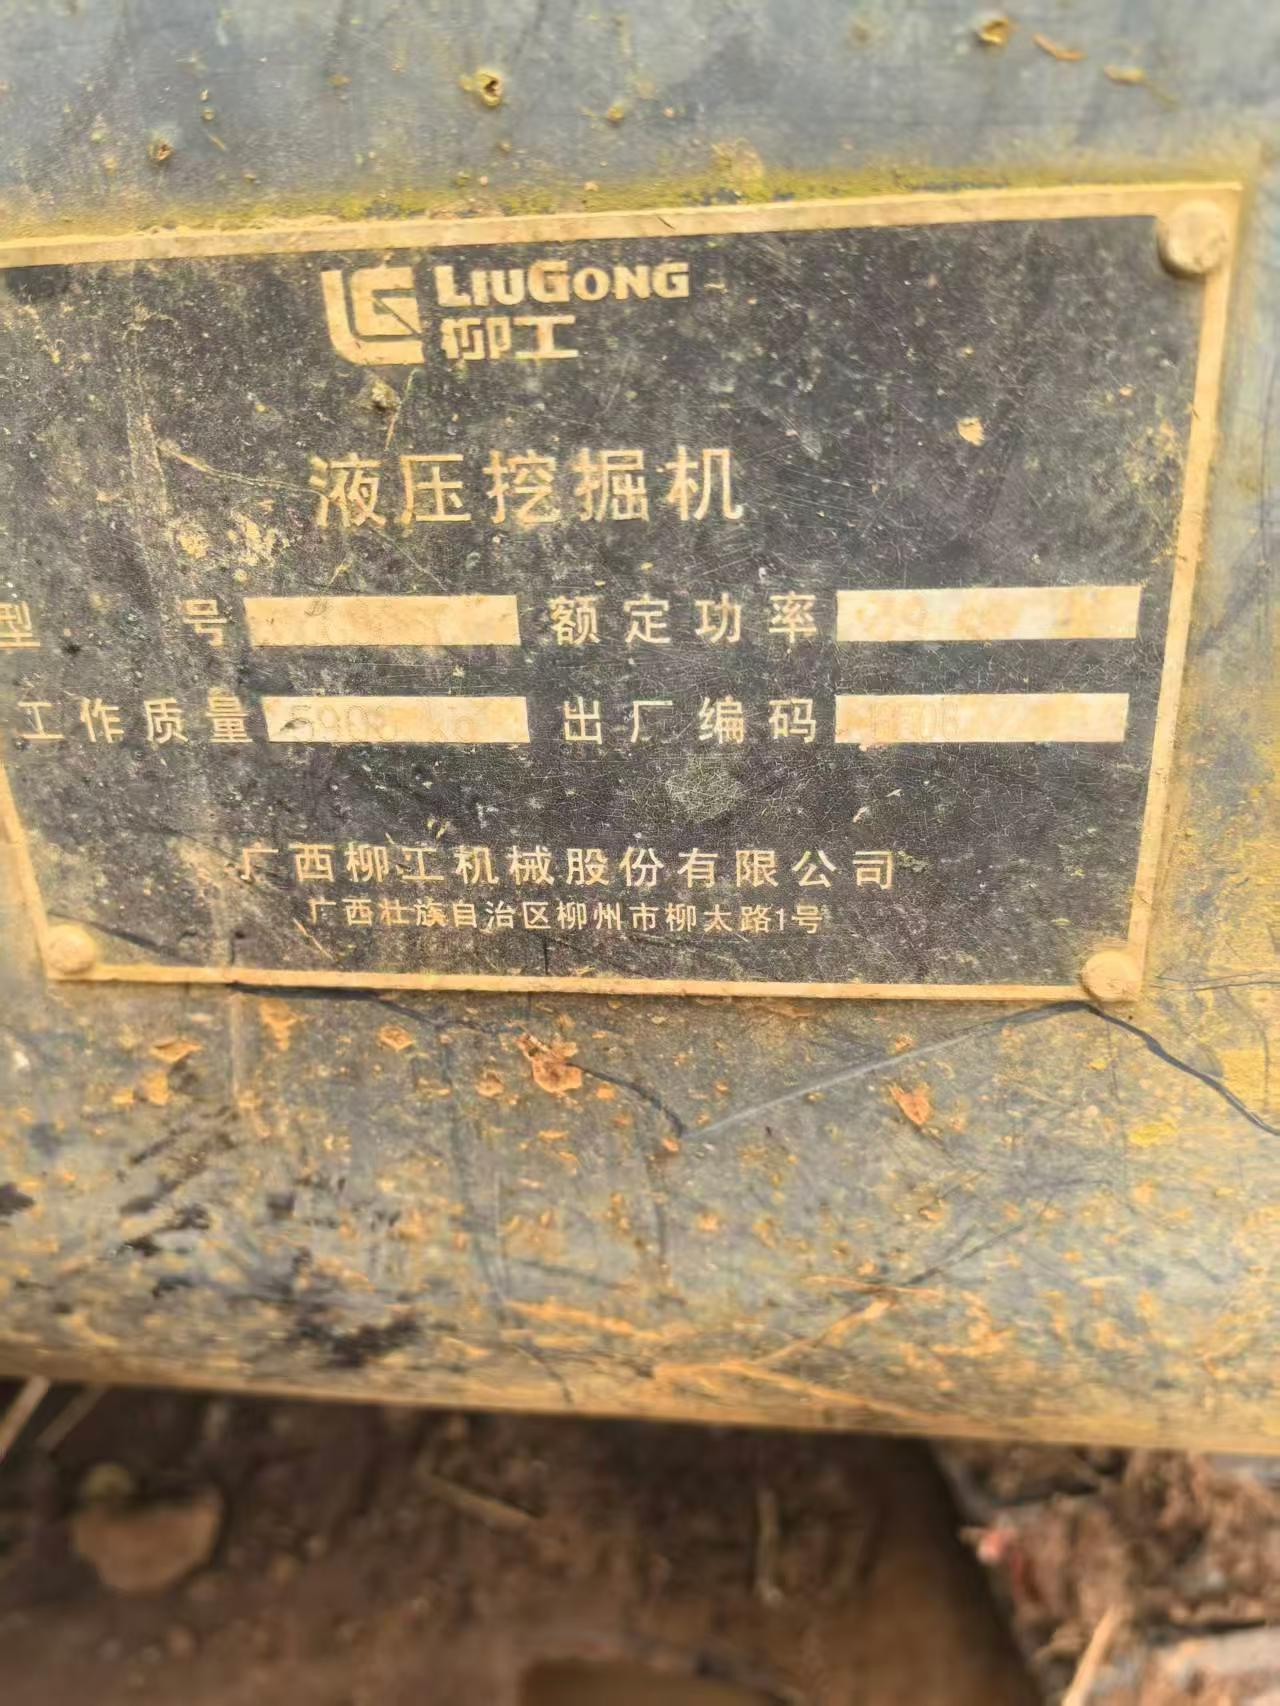 LG LIUGONG
柳工
液压挖掘机
型号 额定功率
工作质量 出厂编码
广西柳工机械股份有限公司
广西壮族自治区柳州市柳太路1号